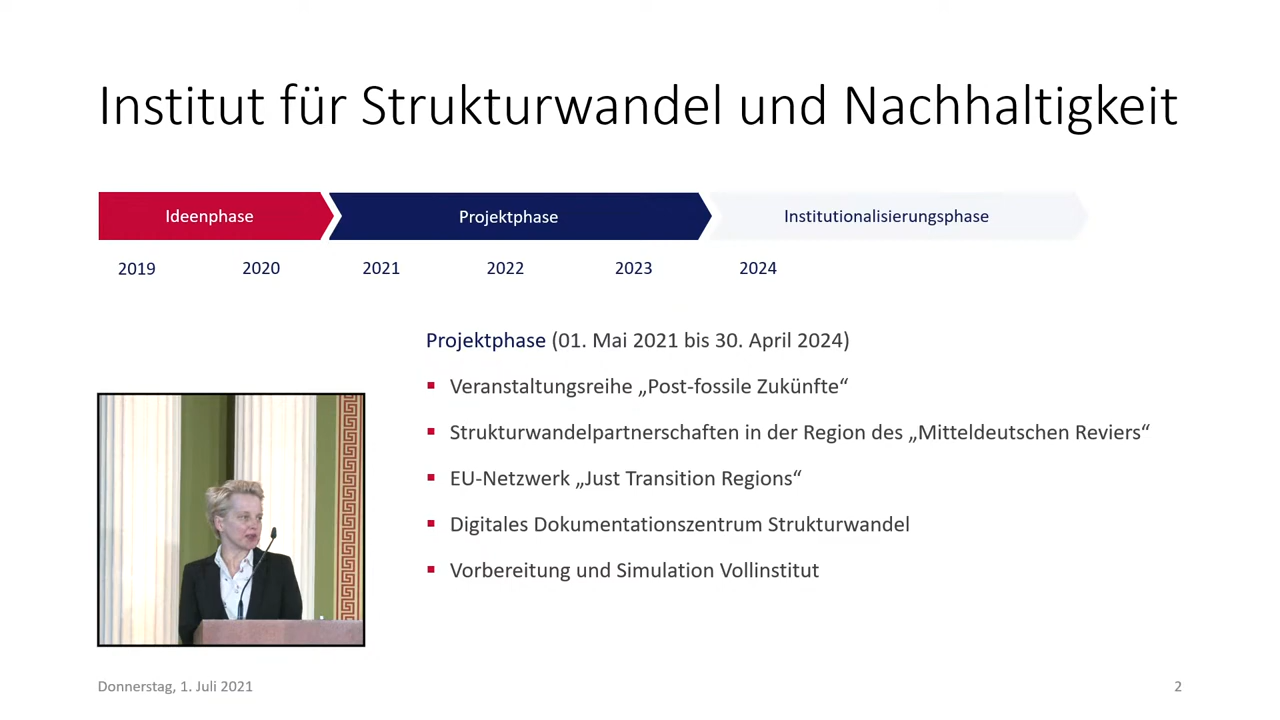 Institut für Strukturwandel und Nachhaltigkeit
Ideenphase
Projektphase
Institutionalisierungsphase
2019 2020 2021 2022 2023 2024
Projektphase (01. Mai 2021 bis 30. April 2024)
▪ Veranstaltungsreihe „Post-fossile Zukünfte“
▪ Strukturwandelpartnerschaften in der Region des „Mitteldeutschen Reviers“
▪ EU-Netzwerk „Just Transition Regions“
▪ Digitales Dokumentationszentrum Strukturwandel
▪ Vorbereitung und Simulation Vollinstitut
Donnerstag, 1. Juli 2021
2